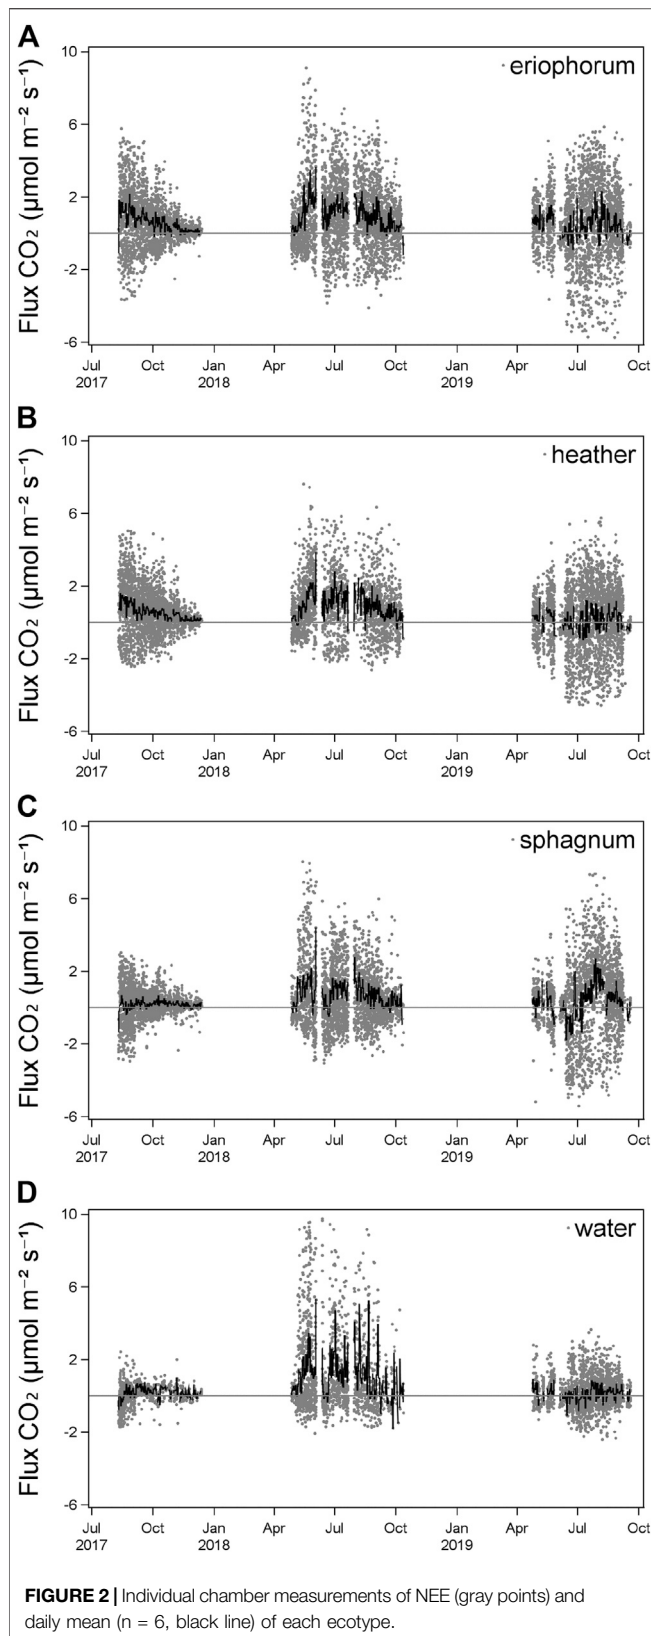 A
eriophorum
Flux CO₂ (µmol m⁻² s⁻¹)
10
6
2
-2
-6
Jul Oct Jan Apr Jul Oct Jan Apr Jul Oct
2017 2018 2019
B
heather
Flux CO₂ (µmol m⁻² s⁻¹)
10
6
2
-2
-6
Jul Oct Jan Apr Jul Oct Jan Apr Jul Oct
2017 2018 2019
C
sphagnum
Flux CO₂ (µmol m⁻² s⁻¹)
10
6
2
-2
-6
Jul Oct Jan Apr Jul Oct Jan Apr Jul Oct
2017 2018 2019
D
water
Flux CO₂ (µmol m⁻² s⁻¹)
10
6
2
-2
-6
Jul Oct Jan Apr Jul Oct Jan Apr Jul Oct
2017 2018 2019
FIGURE 2 | Individual chamber measurements of NEE (gray points) and
daily mean (n = 6, black line) of each ecotype.